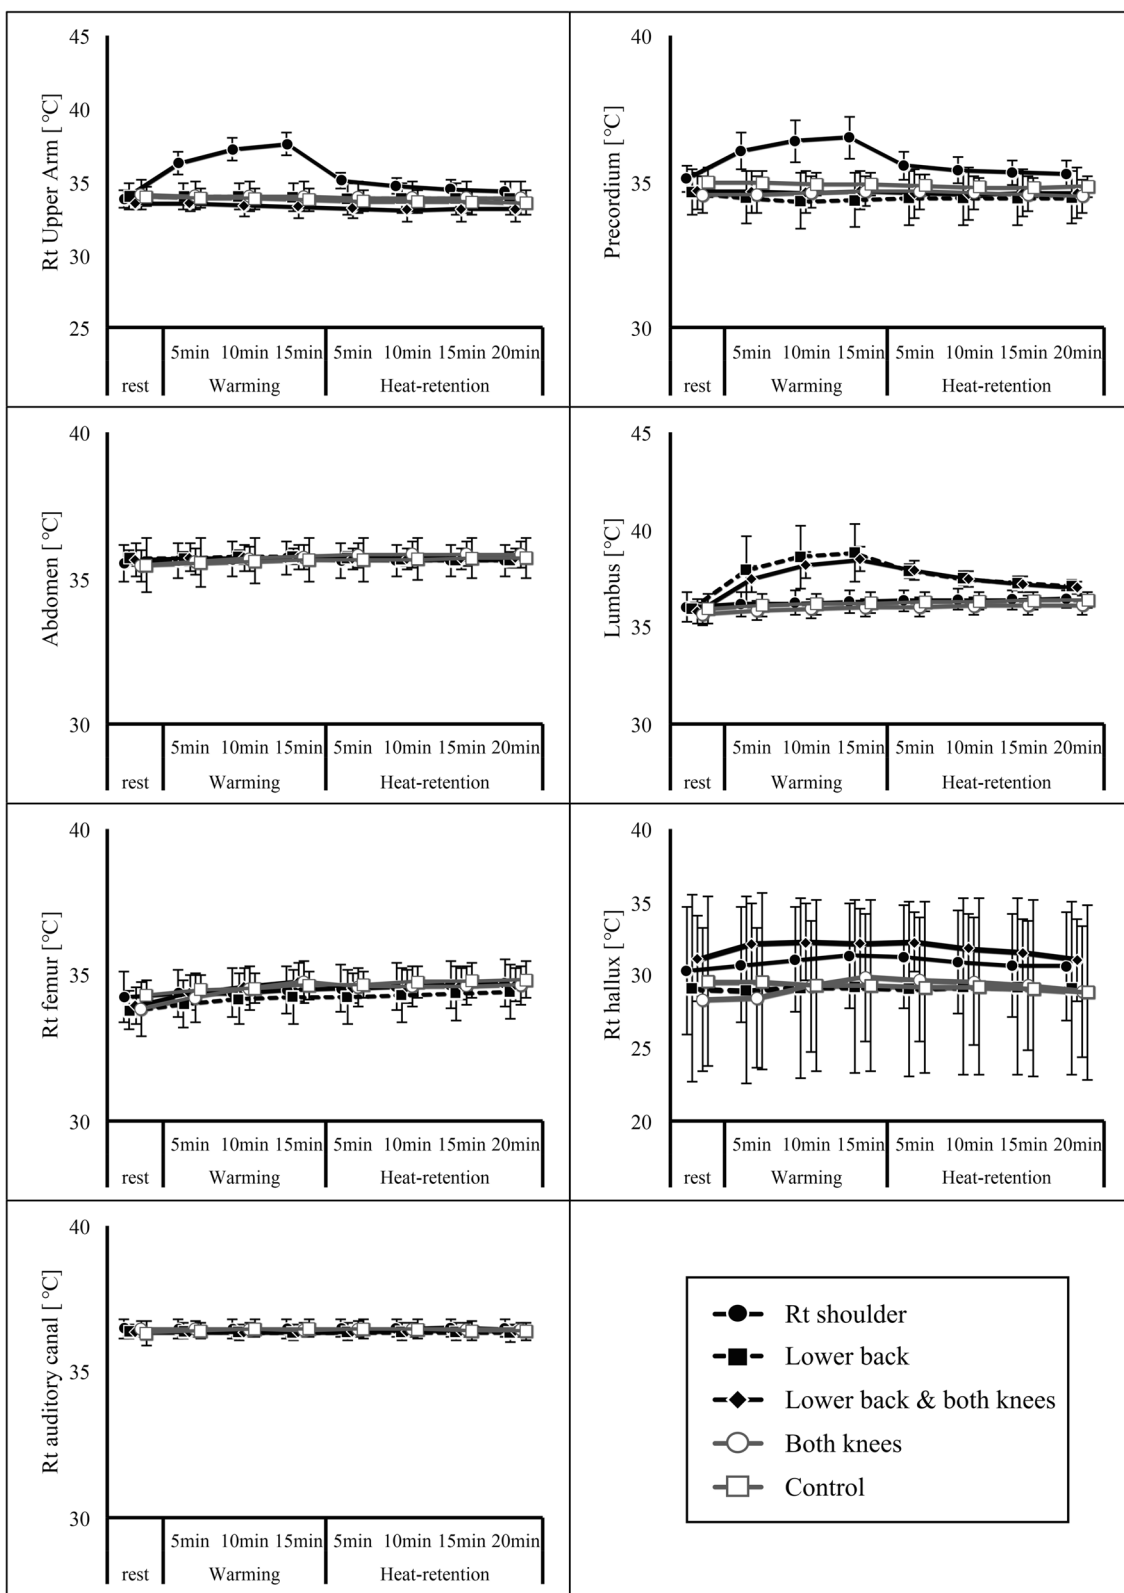 45
40
35
30
25
Rt Upper Arm [℃]
5min 10min 15min 5min 10min 15min 20min
rest Warming Heat-retention
40
35
30
Precordium [℃]
5min 10min 15min 5min 10min 15min 20min
rest Warming Heat-retention
40
35
30
Abdomen [℃]
5min 10min 15min 5min 10min 15min 20min
rest Warming Heat-retention
45
40
35
30
Lumbus [℃]
5min 10min 15min 5min 10min 15min 20min
rest Warming Heat-retention
40
35
30
Rt femur [℃]
5min 10min 15min 5min 10min 15min 20min
rest Warming Heat-retention
40
35
30
25
20
Rt hallux [℃]
5min 10min 15min 5min 10min 15min 20min
rest Warming Heat-retention
40
35
30
Rt auditory canal [℃]
5min 10min 15min 5min 10min 15min 20min
rest Warming Heat-retention
Rt shoulder
Lower back
Lower back & both knees
Both knees
Control